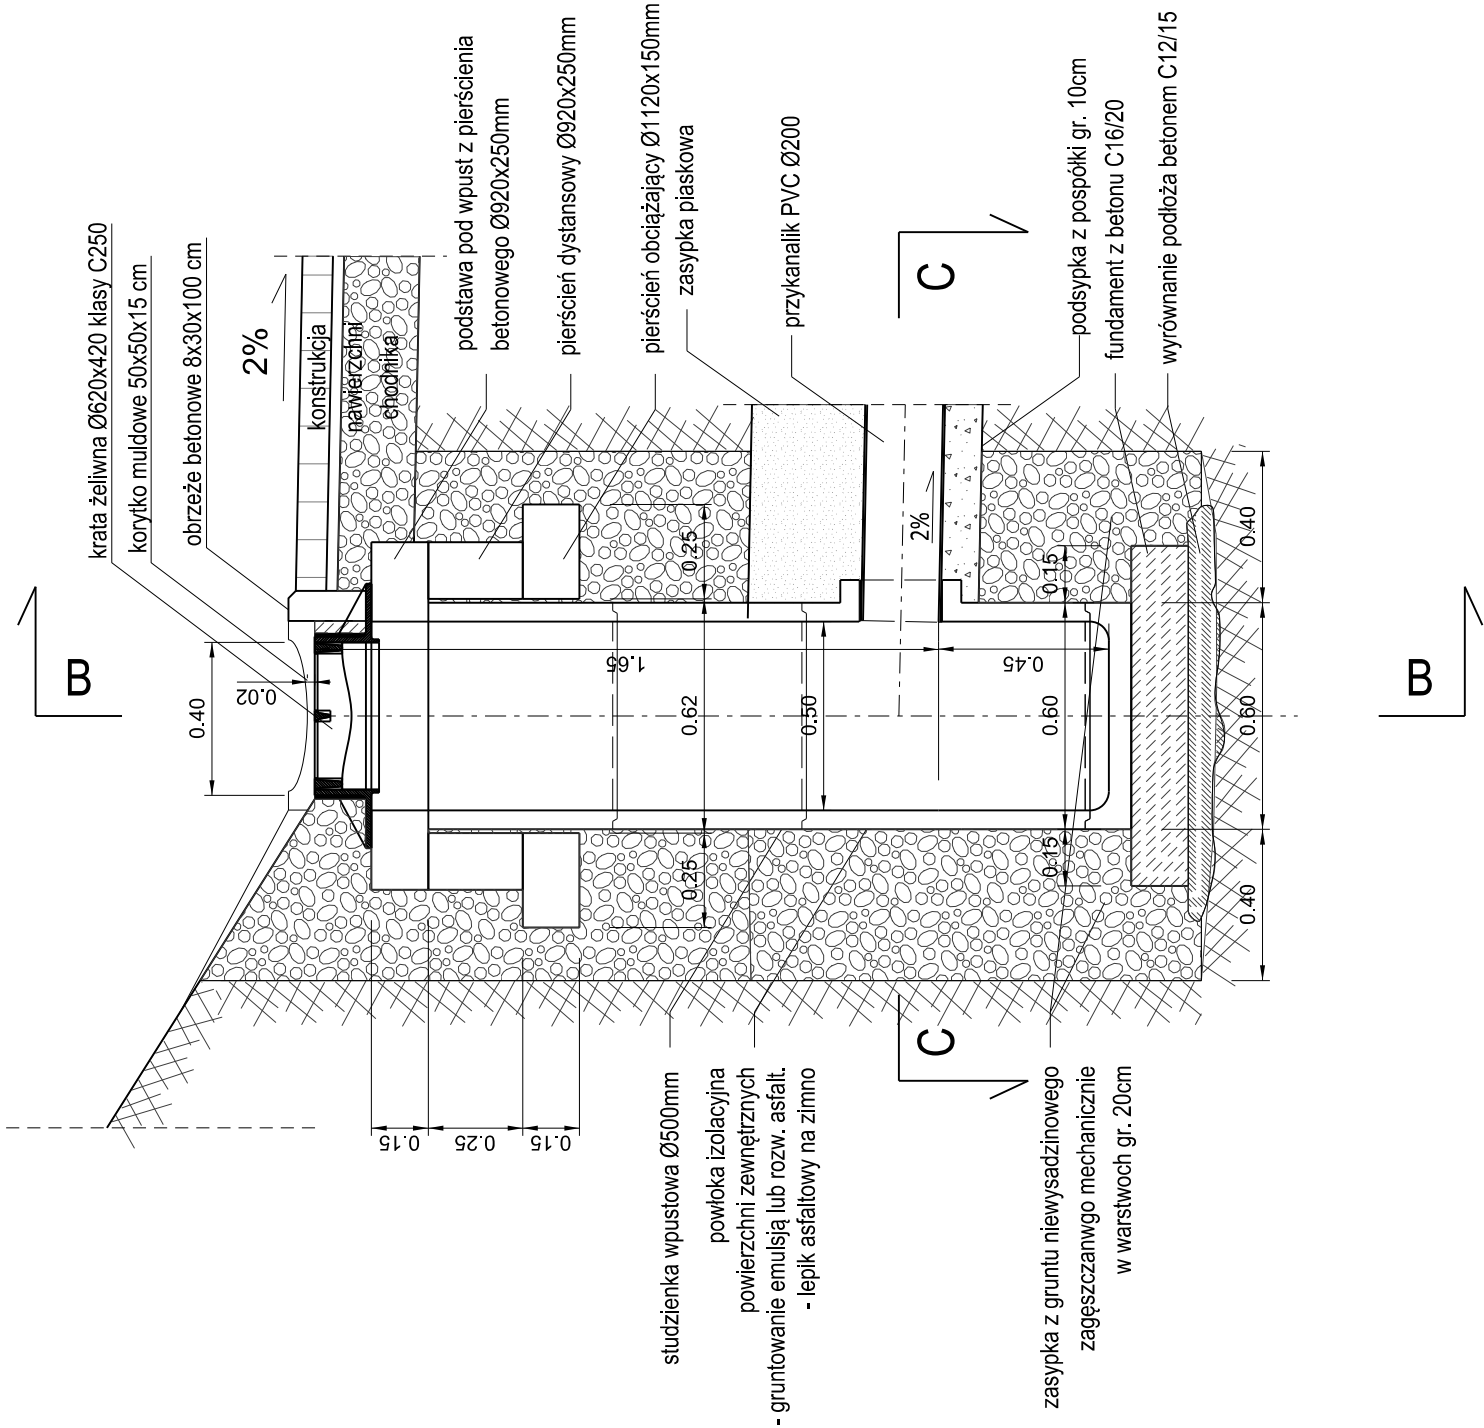 krata żeliwna Ø620x420 klasy C250
korytko muldowe 50x50x15 cm
obrzeże betonowe 8x30x100 cm
2%
konstrukcja
nawierzchni
chodnika
podstawa pod wpust z pierścienia
betonowego Ø920x250mm
pierścień dystansowy Ø920x250mm
pierścień obciążający Ø1120x150mm
zasypka piaskowa
przykanalik PVC Ø200
podsypka z pospółki gr. 10cm
fundament z betonu C16/20
wyrównanie podłoża betonem C12/15
B
B
C
C
2%
0.40
0.02
1.65
0.45
0.25
0.62
0.25
0.50
0.15
0.60
0.15
0.40
0.60
0.40
0.15
0.25
0.15
studzienka wpustowa Ø500mm
powłoka izolacyjna
powierzchni zewnętrznych
- gruntowanie emulsją lub rozw. asfalt.
- lepik asfaltowy na zimno
zasypka z gruntu niewysadzinowego
zagęszczanwgo mechanicznie
w warstwoch gr. 20cm